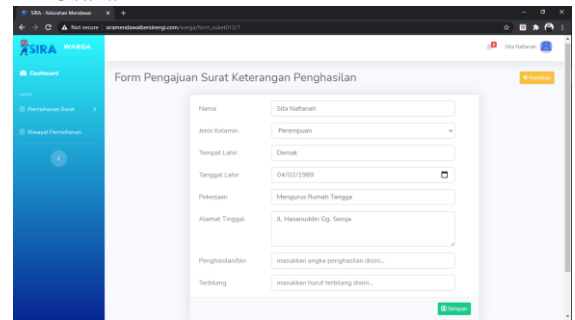 SIRA - Kelurahan Mendawai
Not secure | siramendawaibersinergi.com/warga/form_suket013/1
SIRA WARGA
Sita Nafianah
Dashboard
Form Pengajuan Surat Keterangan Penghasilan
Kembali
Permohonan Surat
Riwayat Permohonan
Nama
Sita Nafianah
Jenis Kelamin
Perempuan
Tempat Lahir
Demak
Tanggal Lahir
04/02/1989
Pekerjaan
Mengurus Rumah Tangga
Alamat Tinggal
Jl. Hasanuddin Gg. Seroja
Penghasilan/bln
masukkan angka penghasilan disini...
Terbilang
masukkan huruf terbilang disini...
Simpan